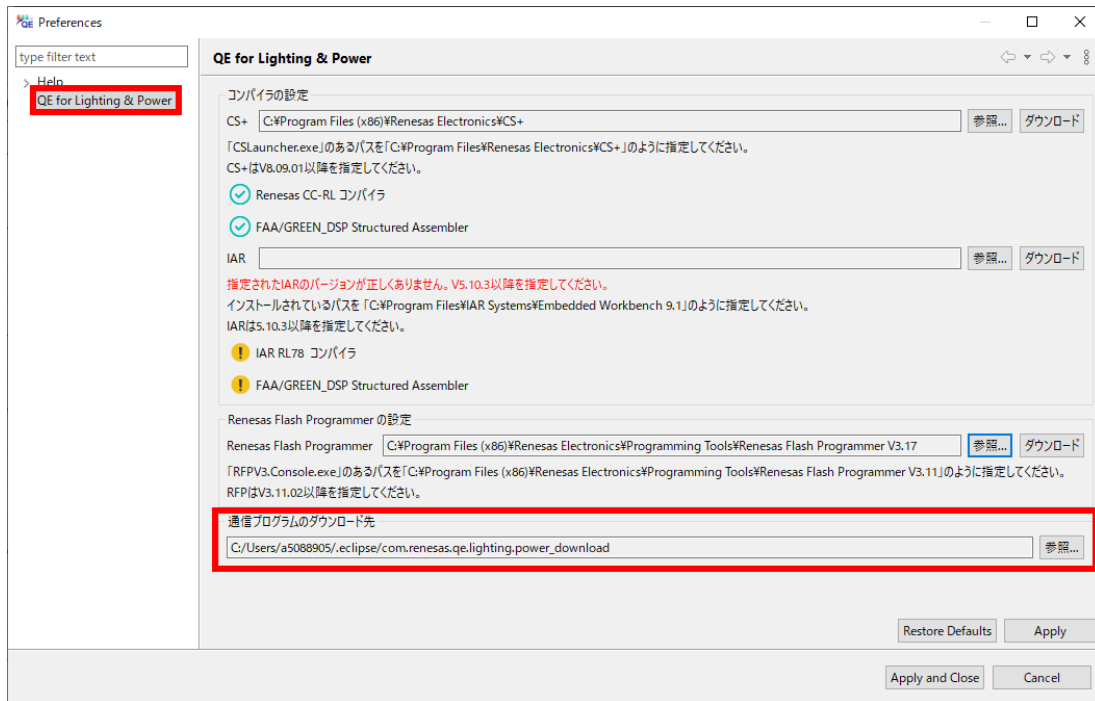 QE Preferences
type filter text
QE for Lighting & Power
Help
QE for Lighting & Power
コンパイラの設定
CS+ C:¥Program Files (x86)¥Renesas Electronics¥CS+ 参照... ダウンロード
「CSLauncher.exe」のあるパスを「C:¥Program Files¥Renesas Electronics¥CS+」のように指定してください。
CS+はV8.09.01以降を指定してください。
Renesas CC-RL コンパイラ
FAA/GREEN_DSP Structured Assembler
IAR 参照... ダウンロード
指定されたIARのバージョンが正しくありません。V5.10.3以降を指定してください。
インストールされているパスを 「C:¥Program Files¥IAR Systems¥Embedded Workbench 9.1」のように指定してください。
IARは5.10.3以降を指定してください。
IAR RL78 コンパイラ
FAA/GREEN_DSP Structured Assembler
Renesas Flash Programmer の設定
Renesas Flash Programmer C:¥Program Files (x86)¥Renesas Electronics¥Programming Tools¥Renesas Flash Programmer V3.17 参照... ダウンロード
「RFPV3.Console.exe」のあるパスを「C:¥Program Files (x86)¥Renesas Electronics¥Programming Tools¥Renesas Flash Programmer V3.11」のように指定してください。
RFPはV3.11.02以降を指定してください。
通信プログラムのダウンロード先
C:/Users/a5088905/.eclipse/com.renesas.qe.lighting.power_download 参照...
Restore Defaults Apply
Apply and Close Cancel